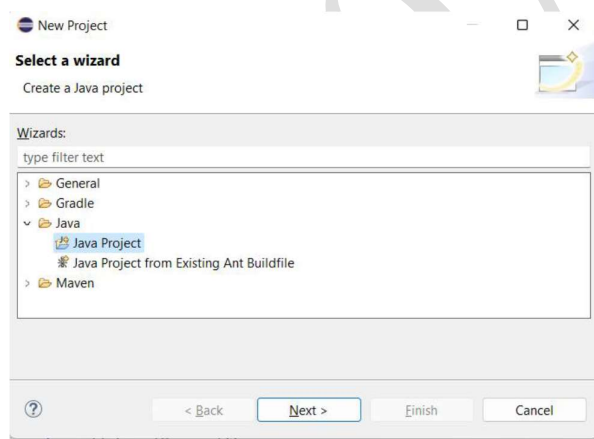 New Project
Select a wizard
Create a Java project
Wizards:
type filter text
General
Gradle
Java
Java Project
Java Project from Existing Ant Buildfile
Maven
? < Back Next > Finish Cancel